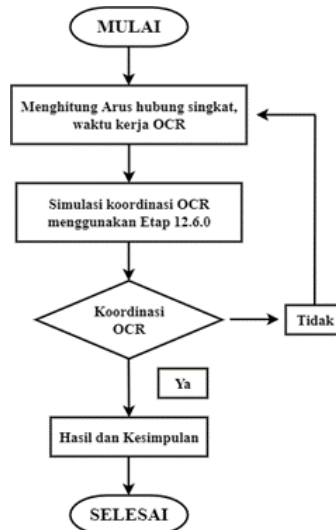 MULAI
Menghitung Arus hubung singkat,
waktu kerja OCR
Simulasi koordinasi OCR
menggunakan Etap 12.6.0
Koordinasi
OCR
Tidak
Ya
Hasil dan Kesimpulan
SELESAI